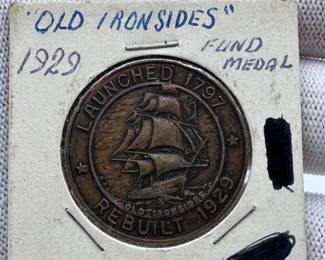 "OLD IRONSIDES"
1929
FUND
MEDAL
LAUNCHED 1797
OLD IRONSIDES
REBUILT 1929